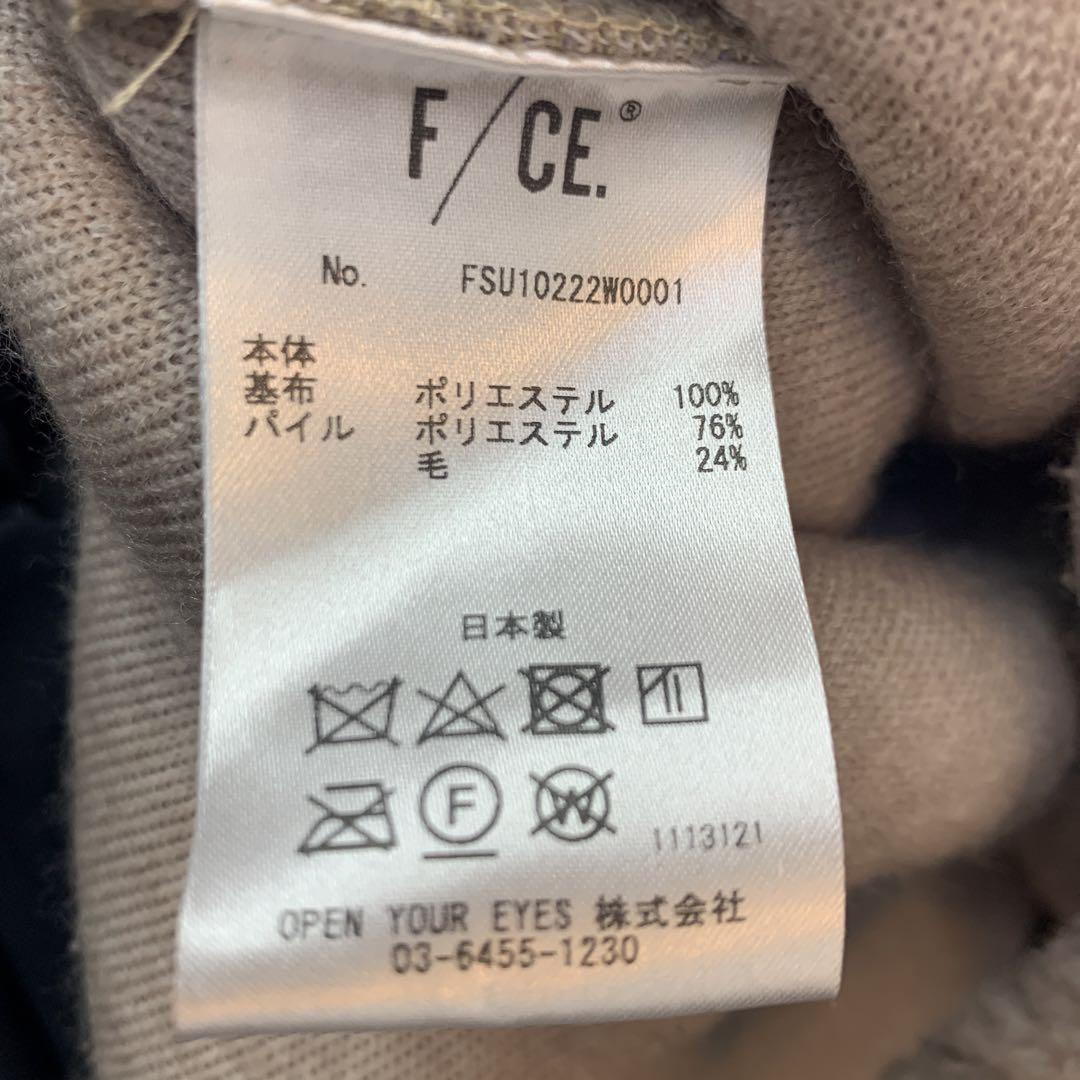 F/CE.®
No. FSU10222W0001
本体
基布 ポリエステル 100%
パイル ポリエステル 76%
毛 24%
日本製
F W
1113121
OPEN YOUR EYES 株式会社
03-6455-1230